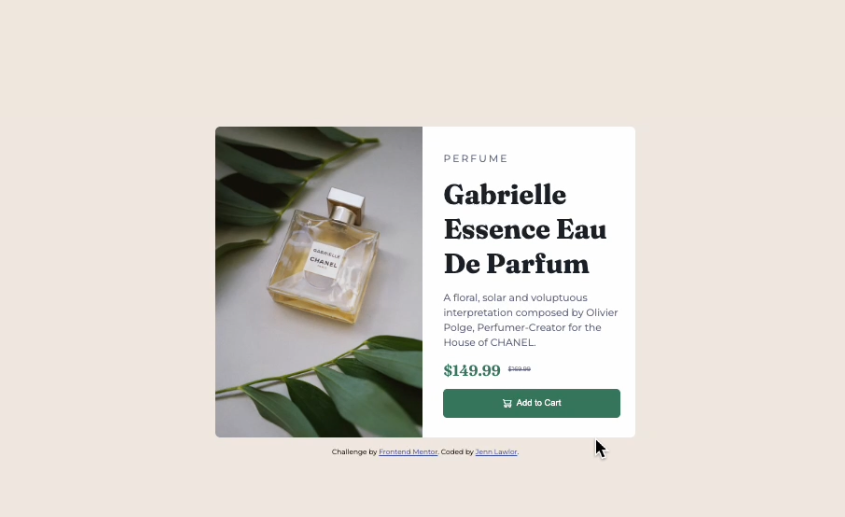 PERFUME
Gabrielle
Essence Eau
De Parfum
A floral, solar and voluptuous
interpretation composed by Olivier
Polge, Perfumer-Creator for the
House of CHANEL.
$149.99 $169.99
Add to Cart
GABRIELLE
CHANEL
Challenge by Frontend Mentor. Coded by Jenn Lawlor.